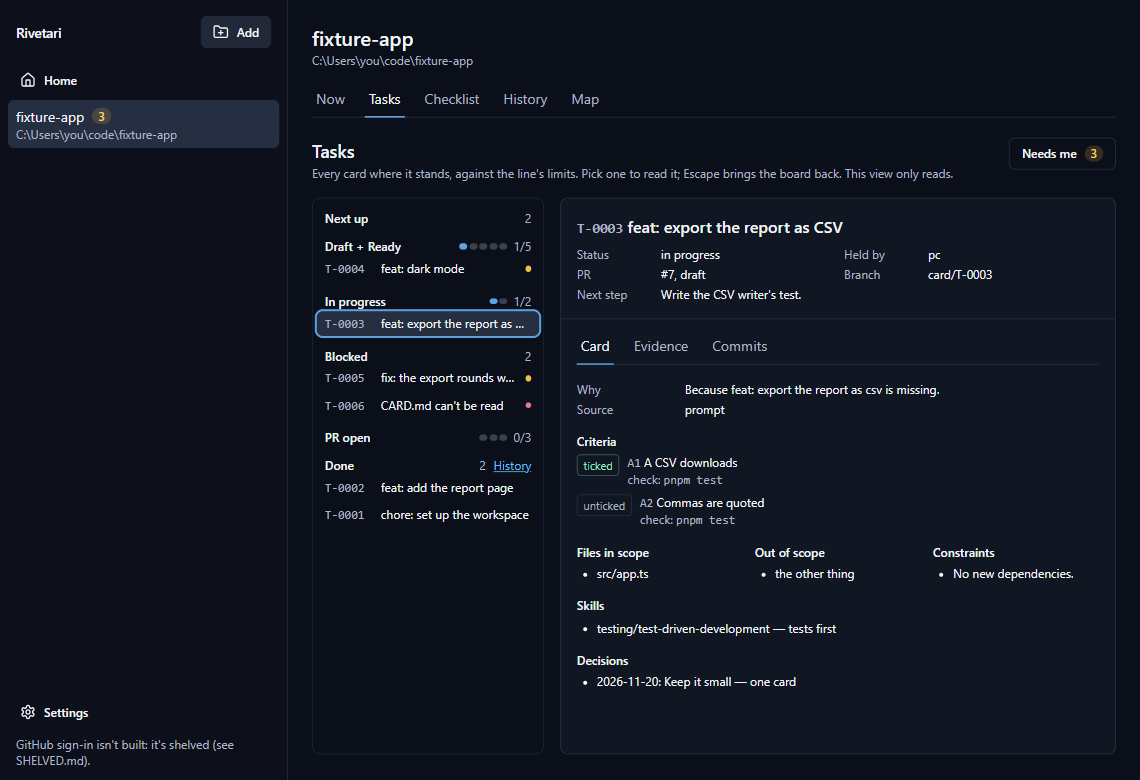 Rivetari
Add
Home
fixture-app 3
C:\Users\you\code\fixture-app
Settings
GitHub sign-in isn't built: it's shelved (see
SHELVED.md).
fixture-app
C:\Users\you\code\fixture-app
Now Tasks Checklist History Map
Tasks
Every card where it stands, against the line's limits. Pick one to read it; Escape brings the board back. This view only reads.
Needs me 3
Next up 2
Draft + Ready 1/5
T-0004 feat: dark mode
In progress 1/2
T-0003 feat: export the report as ...
Blocked 2
T-0005 fix: the export rounds w...
T-0006 CARD.md can't be read
PR open 0/3
Done 2 History
T-0002 feat: add the report page
T-0001 chore: set up the workspace
T-0003 feat: export the report as CSV
Status in progress Held by pc
PR #7, draft Branch card/T-0003
Next step Write the CSV writer's test.
Card Evidence Commits
Why Because feat: export the report as csv is missing.
Source prompt
Criteria
ticked A1 A CSV downloads
check: pnpm test
unticked A2 Commas are quoted
check: pnpm test
Files in scope Out of scope Constraints
• src/app.ts • the other thing • No new dependencies.
Skills
• testing/test-driven-development — tests first
Decisions
• 2026-11-20: Keep it small — one card